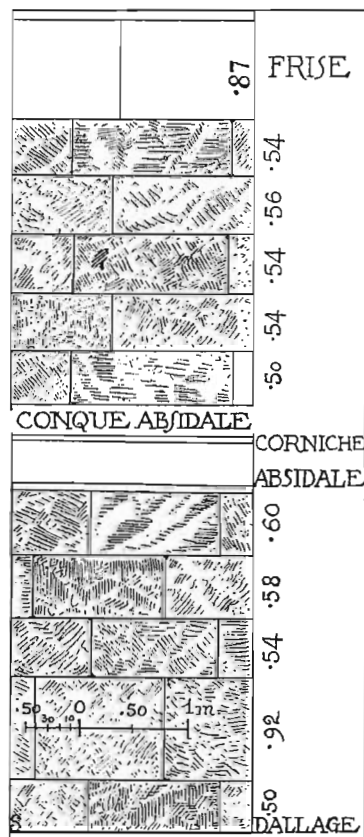 .87 FRISE
.54
.56
.54
.54
.50
CONQUE ABSIDALE
CORNICHE
ABSIDALE
.60
.58
.54
.50 30 10 0 .50 1m
.92
.50
DALLAGE